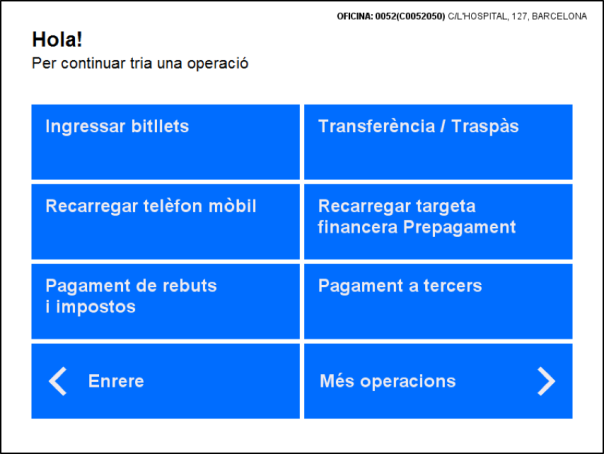 OFICINA: 0052(C0052050) C/L'HOSPITAL, 127, BARCELONA
Hola!
Per continuar tria una operació
Ingressar bitllets
Transferència / Traspàs
Recarregar telèfon mòbil
Recarregar targeta
financera Prepagament
Pagament de rebuts
i impostos
Pagament a tercers
Enrere
Més operacions